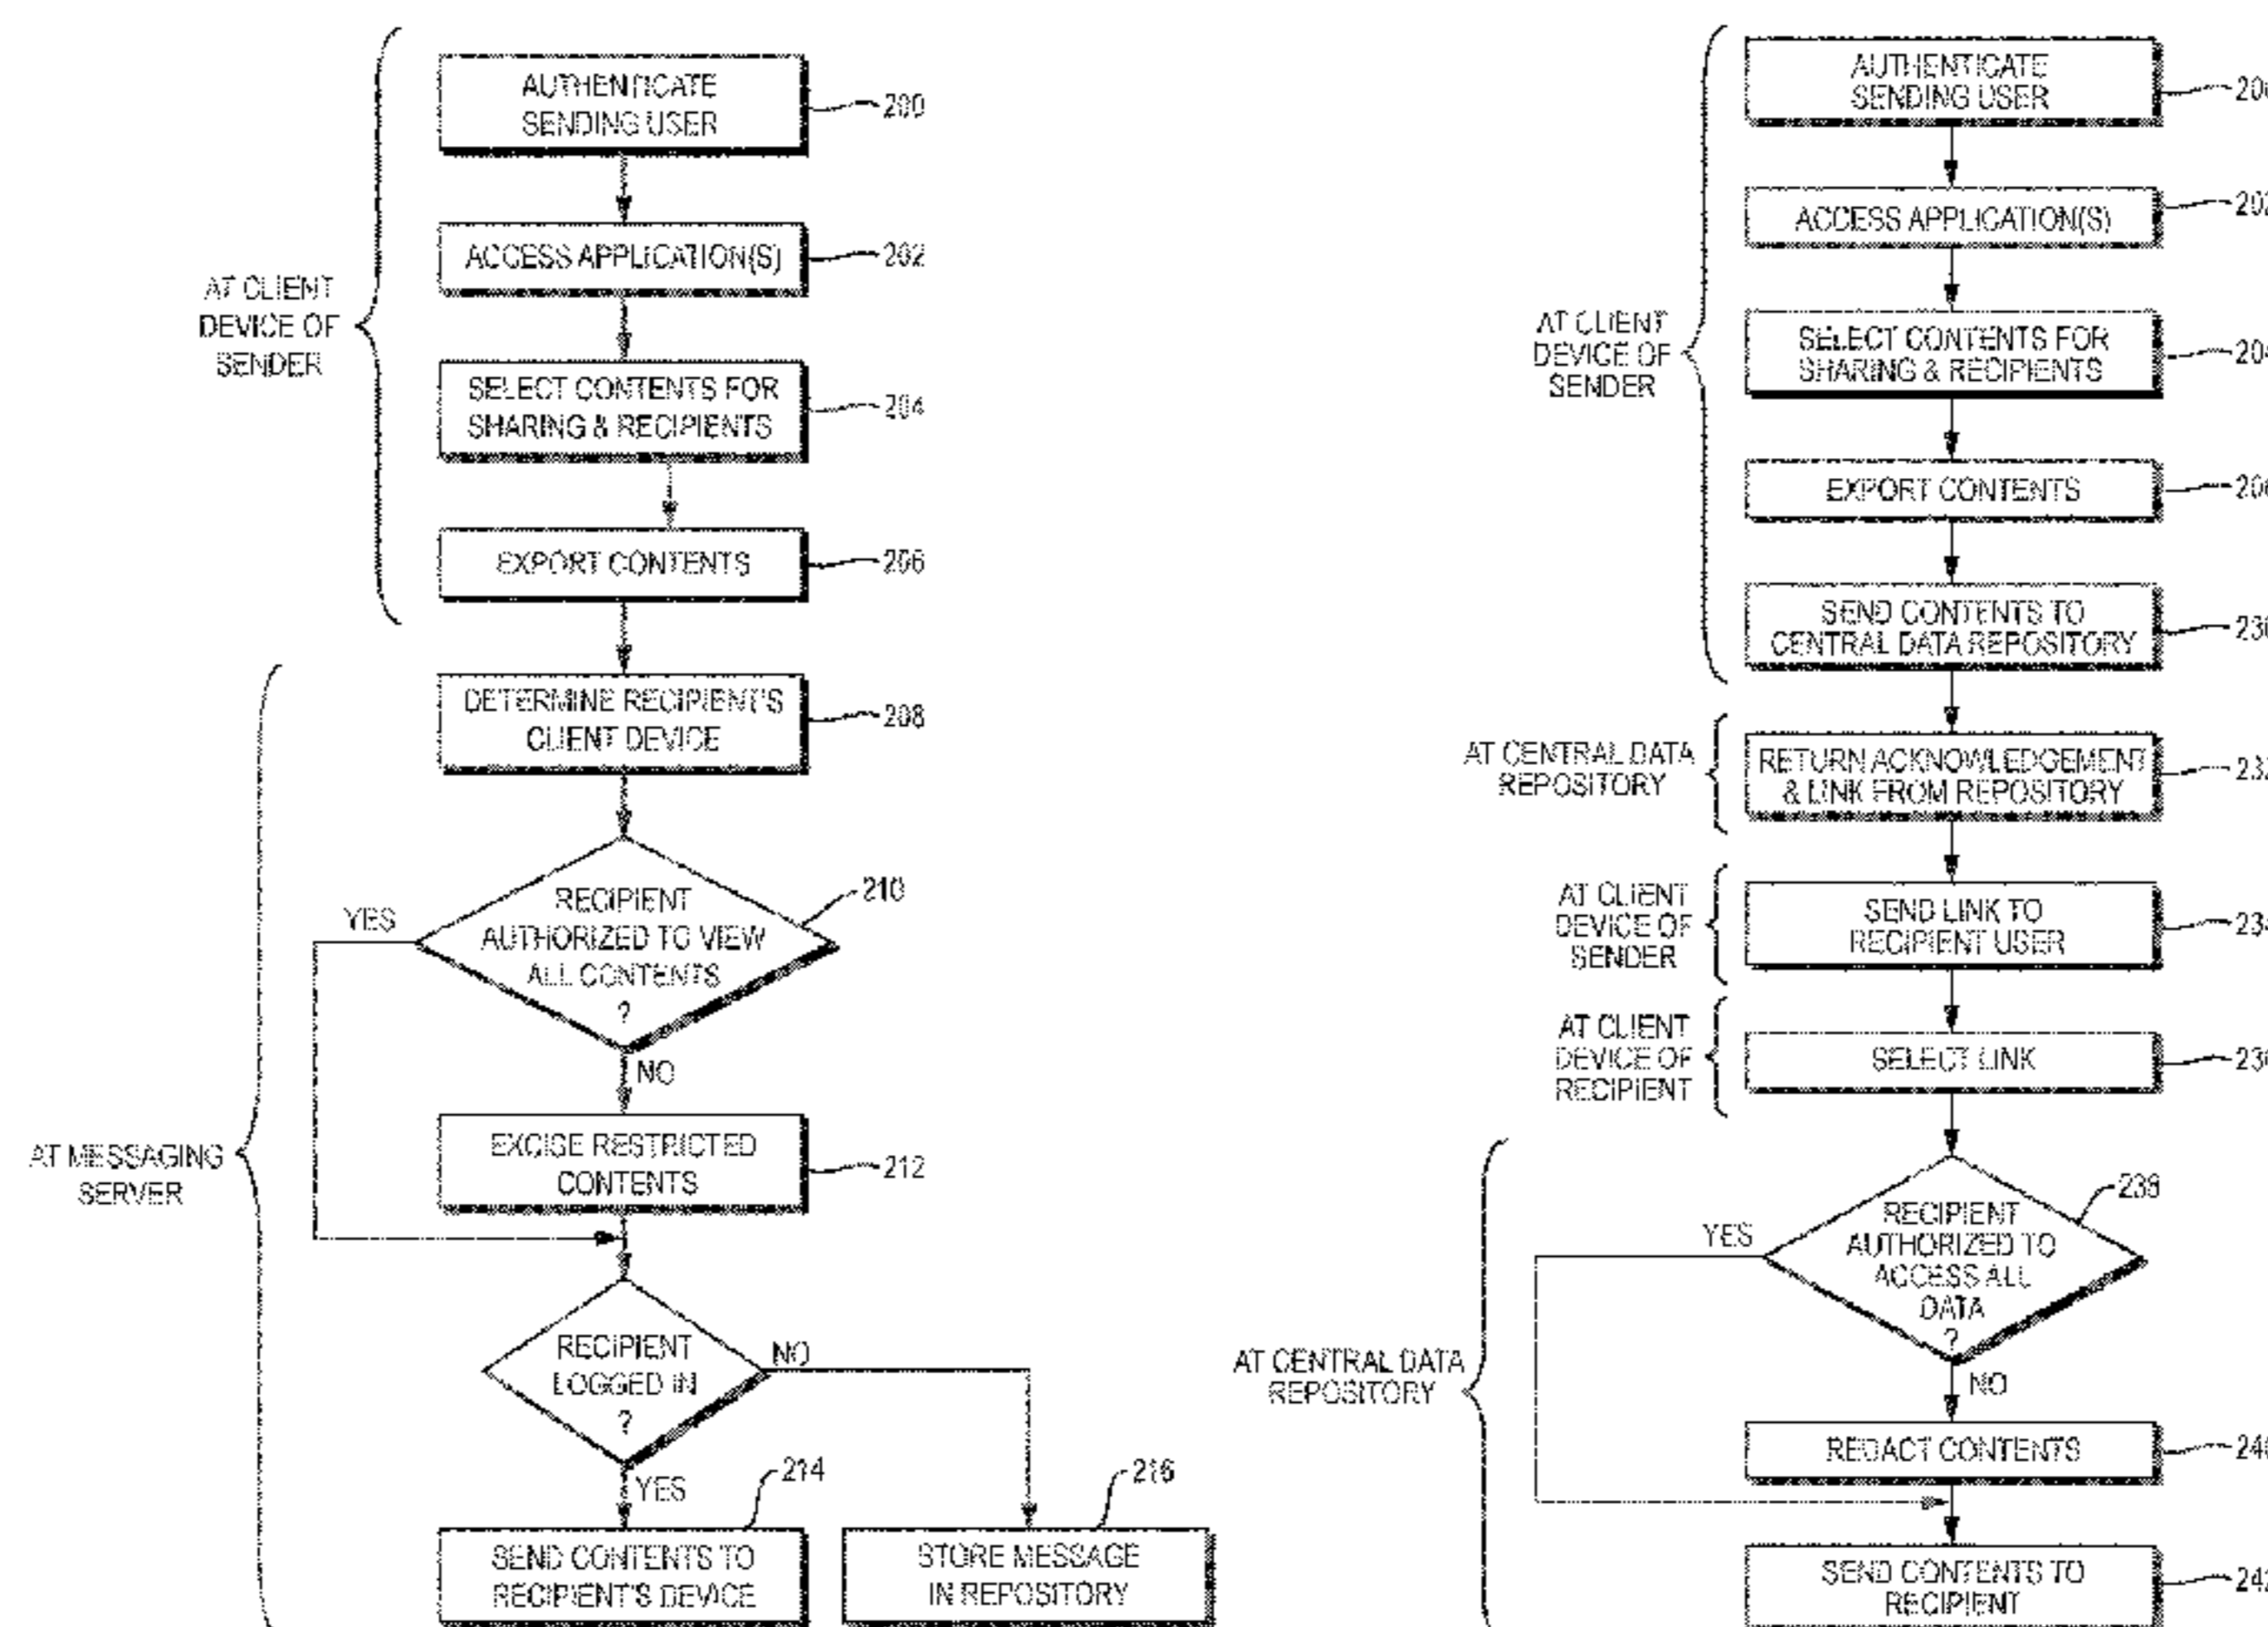 AUTHENTICATE
SENDING USER
200
ACCESS APPLICATION(S)
202
AT CLIENT
DEVICE OF
SENDER
SELECT CONTENTS FOR
SHARING & RECIPIENTS
204
EXPORT CONTENTS
206
DETERMINE RECIPIENT'S
CLIENT DEVICE
208
RECIPIENT
AUTHORIZED TO VIEW
ALL CONTENTS
?
210
YES
NO
EXCISE RESTRICTED
CONTENTS
212
AT MESSAGING
SERVER
RECIPIENT
LOGGED IN
?
NO
YES
214
216
SEND CONTENTS TO
RECIPIENT'S DEVICE
STORE MESSAGE
IN REPOSITORY
AUTHENTICATE
SENDING USER
ACCESS APPLICATION(S)
AT CLIENT
DEVICE OF
SENDER
SELECT CONTENTS FOR
SHARING & RECIPIENTS
EXPORT CONTENTS
SEND CONTENTS TO
CENTRAL DATA REPOSITORY
AT CENTRAL DATA
REPOSITORY
RETURN ACKNOWLEDGEMENT
& LINK FROM REPOSITORY
AT CLIENT
DEVICE OF
SENDER
SEND LINK TO
RECIPIENT USER
AT CLIENT
DEVICE OF
RECIPIENT
SELECT LINK
RECIPIENT
AUTHORIZED TO
ACCESS ALL
DATA
?
YES
NO
AT CENTRAL DATA
REPOSITORY
REDACT CONTENTS
SEND CONTENTS TO
RECIPIENT